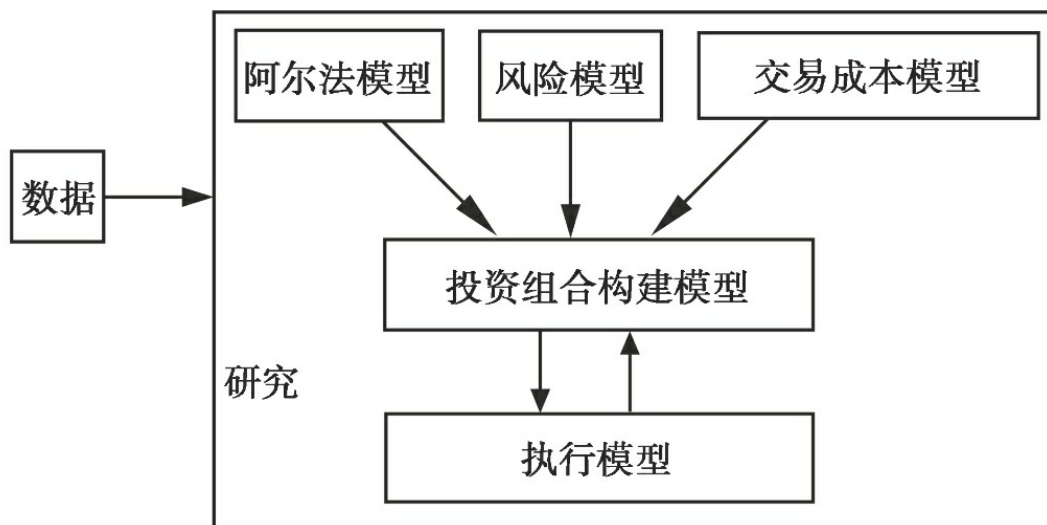 阿尔法模型
风险模型
交易成本模型
数据
投资组合构建模型
研究
执行模型